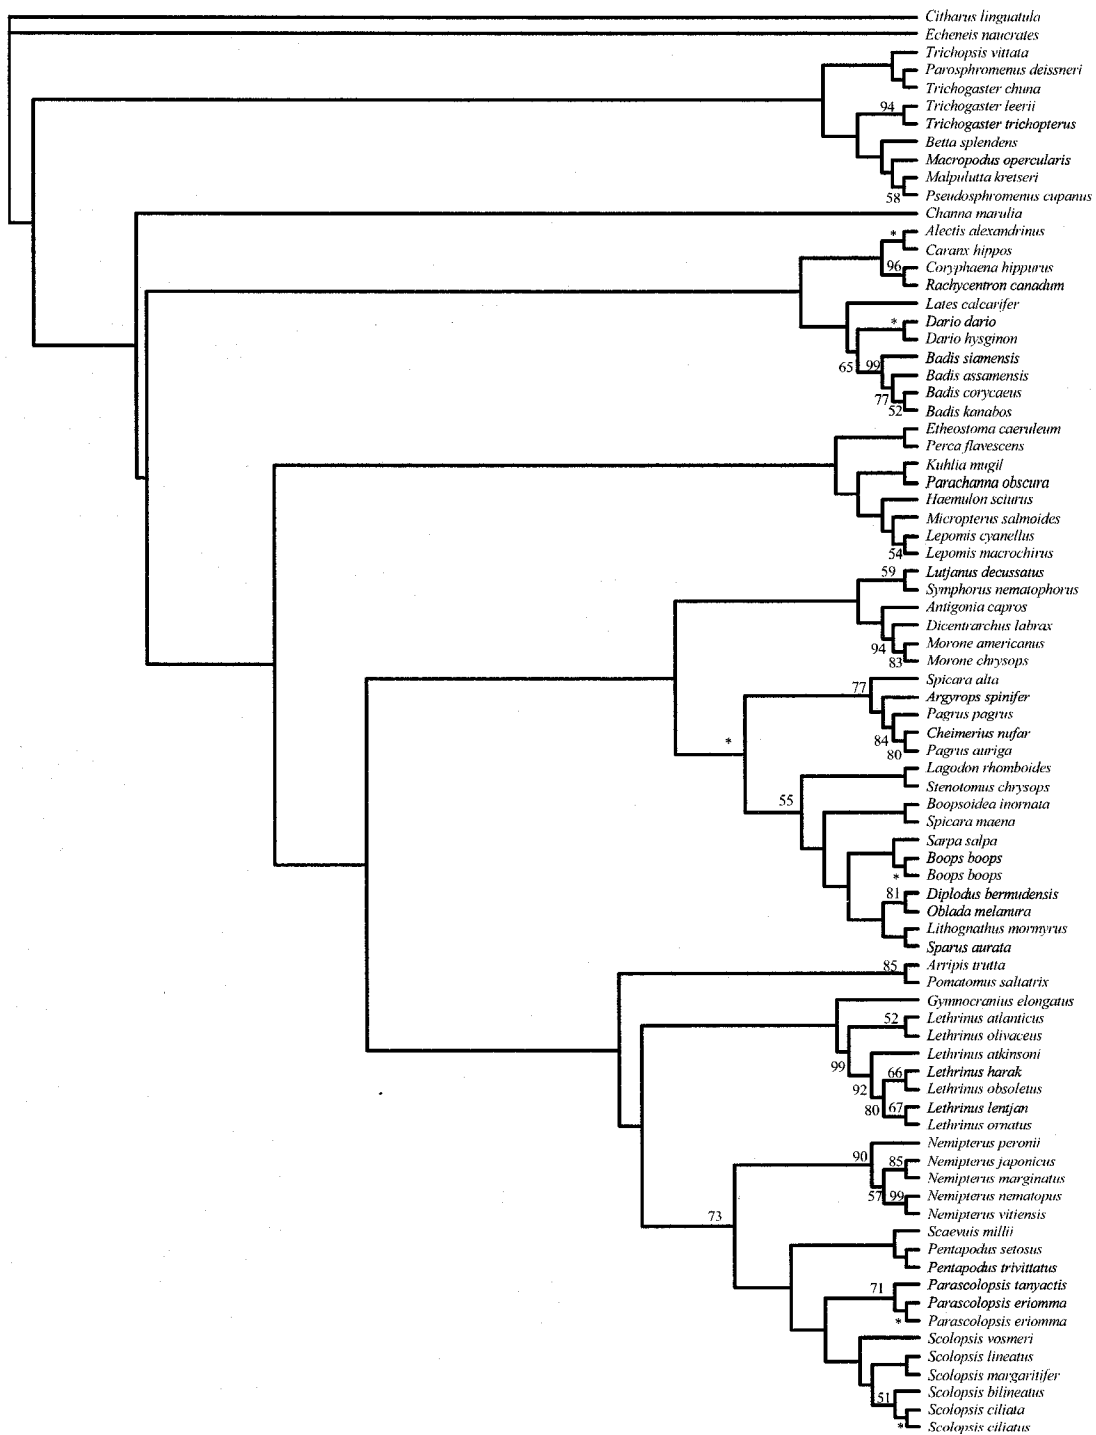 Citharus linguatula
Echeneis naucrates
Trichopsis vittata
Parosphromenus deissneri
Trichogaster chuna
94 Trichogaster leerii
Trichogaster trichopterus
Betta splendens
Macropodus opercularis
Malpulutta kretseri
58 Pseudosphromenus cupanus
Channa marulia
* Alectis alexandrinus
Caranx hippos
96 Coryphaena hippurus
Rachycentron canadum
Lates calcarifer
* Dario dario
Dario hysginon
65 99 Badis siamensis
Badis assamensis
77 Badis corycaeus
52 Badis kanabos
Etheostoma caeruleum
Perca flavescens
Kuhlia mugil
Parachanna obscura
Haemulon sciurus
Micropterus salmoides
Lepomis cyanellus
54 Lepomis macrochirus
59 Lutjanus decussatus
Symphorus nematophorus
Antigonia capros
Dicentrarchus labrax
94 Morone americanus
83 Morone chrysops
77 Spicara alta
Argyrops spinifer
Pagrus pagrus
* 84 Cheimerius nufar
80 Pagrus auriga
Lagodon rhomboides
Stenotomus chrysops
55 Boopsoidea inornata
Spicara maena
Sarpa salpa
Boops boops
* Boops boops
81 Diplodus bermudensis
Oblada melanura
Lithognathus mormyrus
Sparus aurata
85 Arripis trutta
Pomatomus saltatrix
Gymnocranius elongatus
52 Lethrinus atlanticus
Lethrinus olivaceus
Lethrinus atkinsoni
99 66 Lethrinus harak
92 Lethrinus obsoletus
80 67 Lethrinus lentjan
Lethrinus ornatus
Nemipterus peronii
90 85 Nemipterus japonicus
Nemipterus marginatus
57 99 Nemipterus nematopus
Nemipterus vitiensis
73 Scaevuis millii
Pentapodus setosus
Pentapodus trivittatus
71 Parascolopsis tanyactis
Parascolopsis eriomma
* Parascolopsis eriomma
Scolopsis vosmeri
Scolopsis lineatus
Scolopsis margaritifer
51 Scolopsis bilineatus
Scolopsis ciliata
* Scolopsis ciliatus